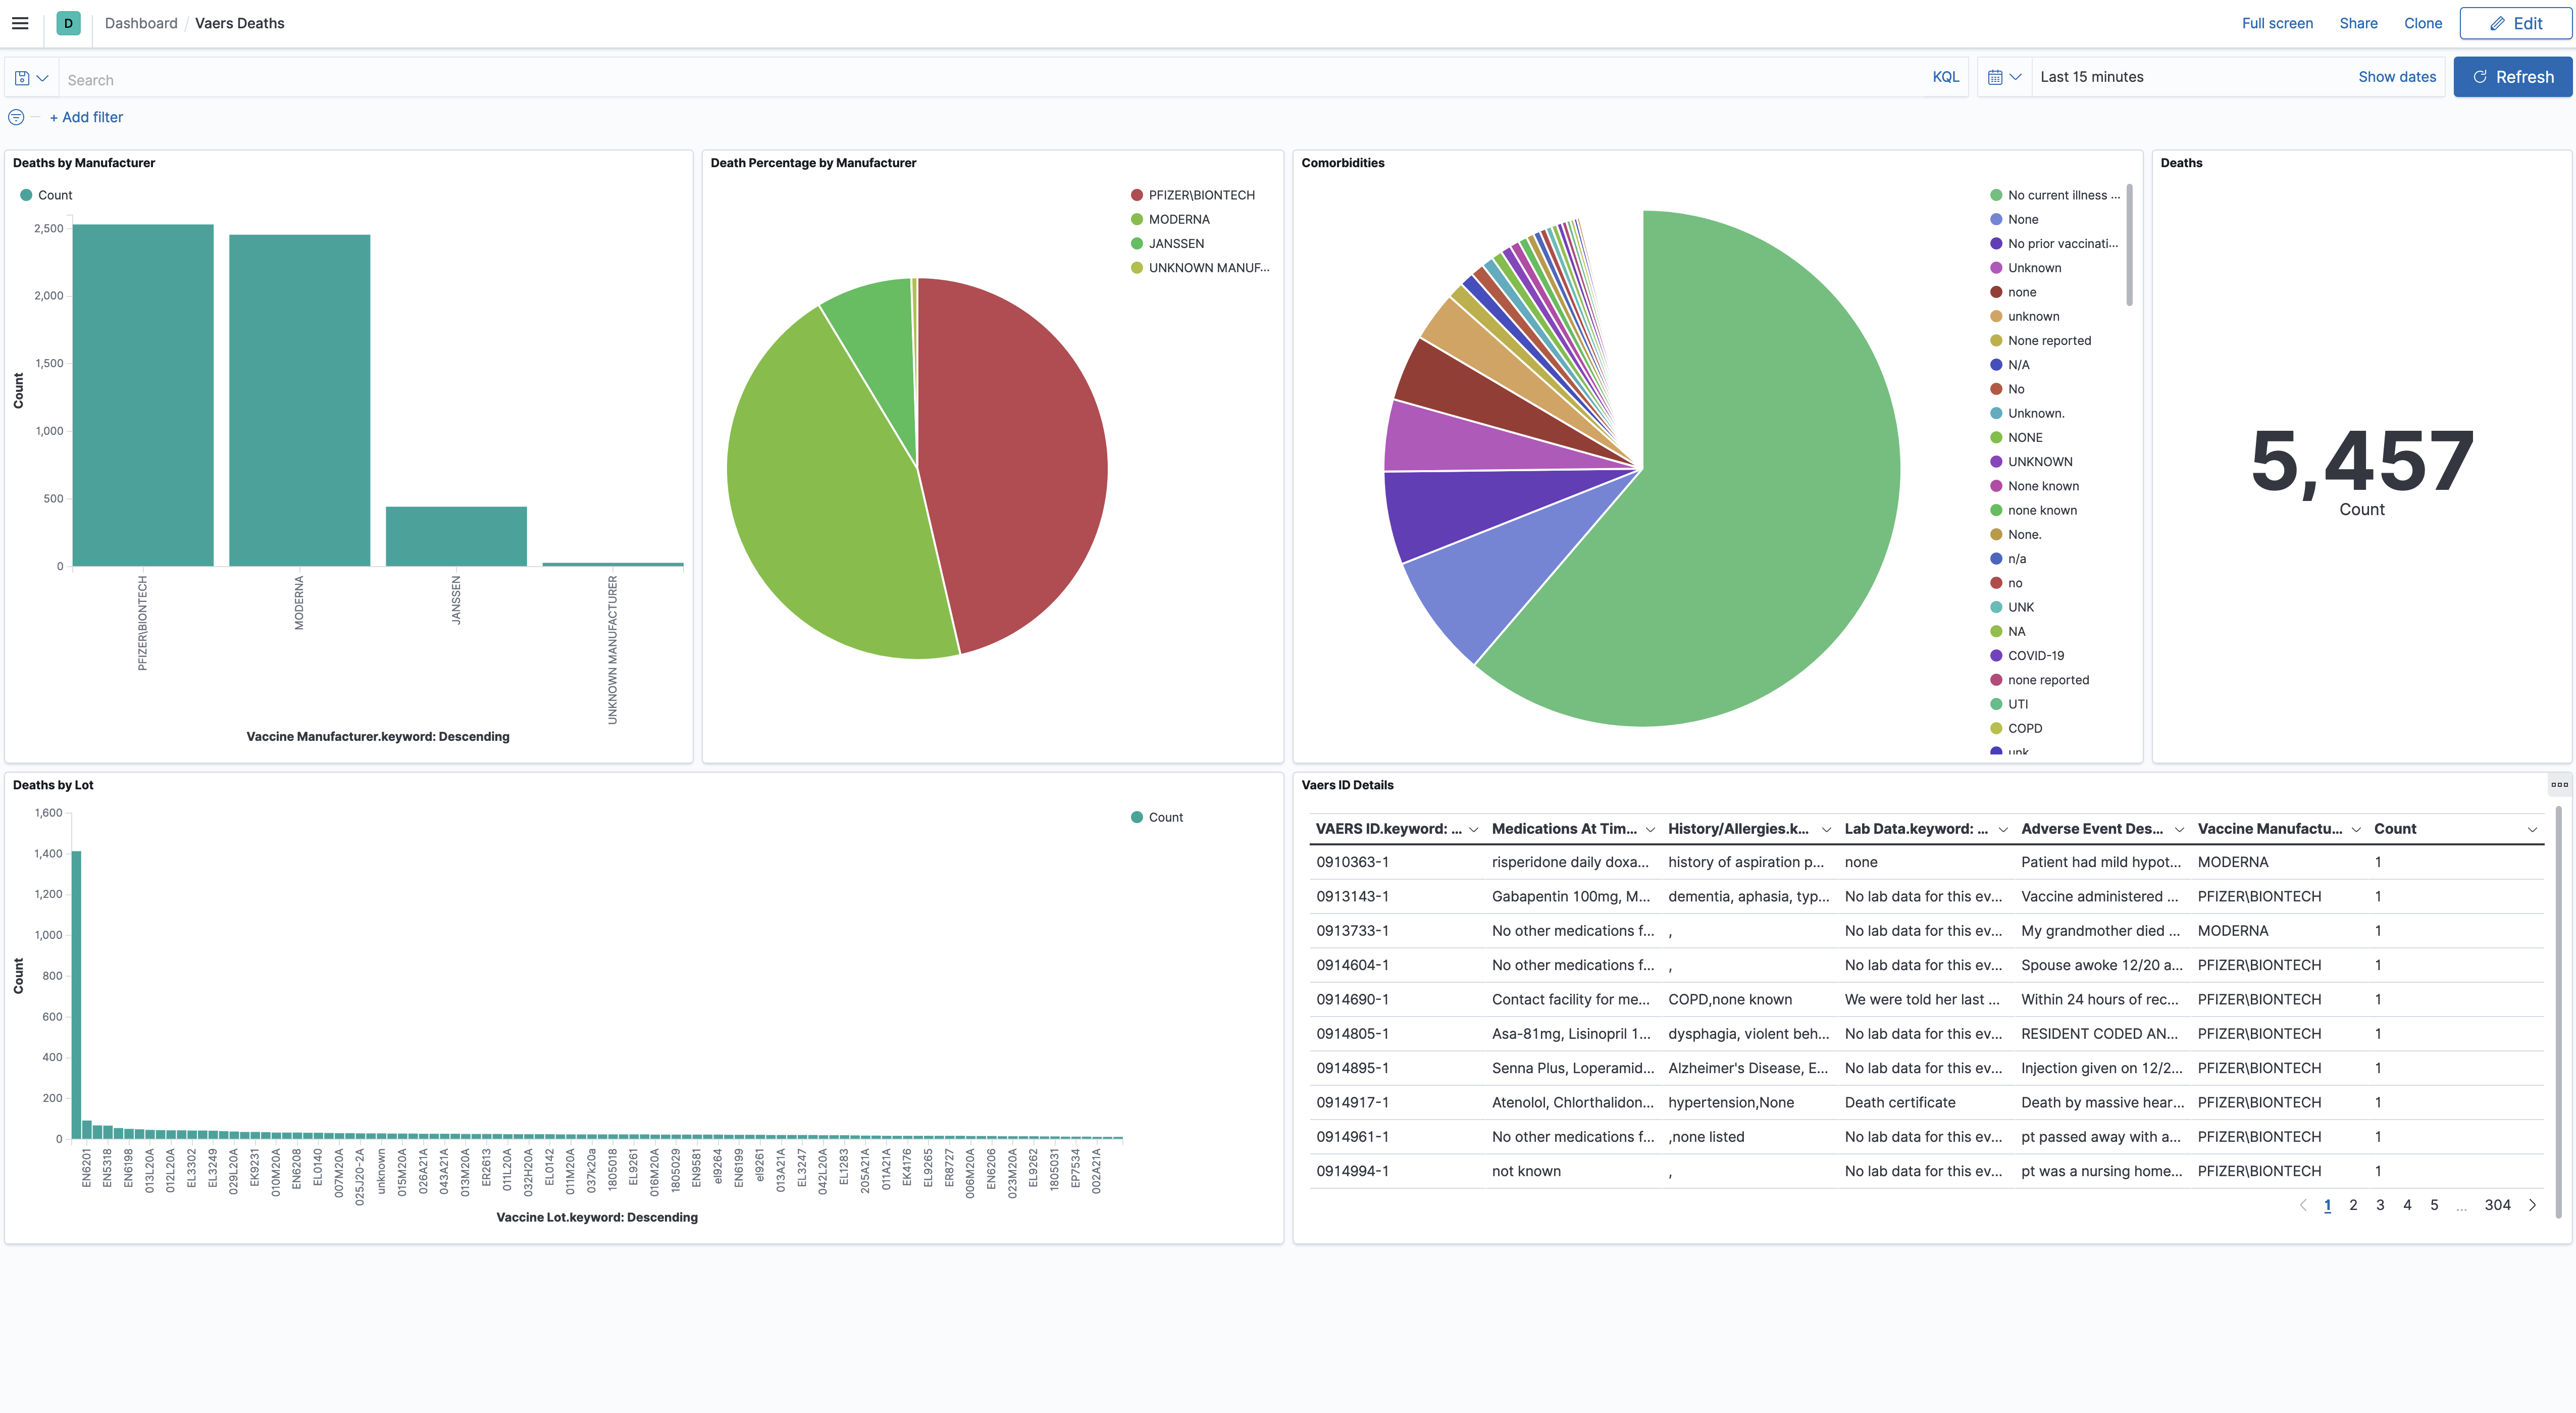 D Dashboard / Vaers Deaths Full screen Share Clone Edit
Search KQL Last 15 minutes Show dates Refresh
+ Add filter
Deaths by Manufacturer
Count
2,500
2,000
1,500
1,000
500
0
Count
PFIZER\BIONTECH
MODERNA
JANSSEN
UNKNOWN MANUFACTURER
Vaccine Manufacturer.keyword: Descending
Death Percentage by Manufacturer
PFIZER\BIONTECH
MODERNA
JANSSEN
UNKNOWN MANUF...
Comorbidities
No current illness ...
None
No prior vaccinati...
Unknown
none
unknown
None reported
N/A
No
Unknown.
NONE
UNKNOWN
None known
none known
None.
n/a
no
UNK
NA
COVID-19
none reported
UTI
COPD
unk
Deaths
5,457
Count
Deaths by Lot
Count
1,600
1,400
1,200
1,000
800
600
400
200
0
Count
EN6201
EN5318
EN6198
013L20A
012L20A
EL3302
EL3249
029L20A
EK9231
010M20A
EN6208
EL0140
007M20A
025J20-2A
unknown
015M20A
026A21A
043A21A
013M20A
ER2613
011L20A
032H20A
EL0142
011M20A
037k20a
1805018
EL9261
016M20A
1805029
EN9581
el9264
EN6199
el9261
013A21A
EL3247
042L20A
EL1283
205A21A
011A21A
EK4176
EL9265
ER8727
006M20A
EN6206
023M20A
EL9262
1805031
EP7534
002A21A
Vaccine Lot.keyword: Descending
Vaers ID Details
VAERS ID.keyword: ... Medications At Tim... History/Allergies.k... Lab Data.keyword: ... Adverse Event Des... Vaccine Manufactu... Count
0910363-1 risperidone daily doxa... history of aspiration p... none Patient had mild hypot... MODERNA 1
0913143-1 Gabapentin 100mg, M... dementia, aphasia, typ... No lab data for this ev... Vaccine administered ... PFIZER\BIONTECH 1
0913733-1 No other medications f... , No lab data for this ev... My grandmother died ... MODERNA 1
0914604-1 No other medications f... , No lab data for this ev... Spouse awoke 12/20 a... PFIZER\BIONTECH 1
0914690-1 Contact facility for me... COPD,none known We were told her last ... Within 24 hours of rec... PFIZER\BIONTECH 1
0914805-1 Asa-81mg, Lisinopril 1... dysphagia, violent beh... No lab data for this ev... RESIDENT CODED AN... PFIZER\BIONTECH 1
0914895-1 Senna Plus, Loperamid... Alzheimer's Disease, E... No lab data for this ev... Injection given on 12/2... PFIZER\BIONTECH 1
0914917-1 Atenolol, Chlorthalidon... hypertension,None Death certificate Death by massive hear... PFIZER\BIONTECH 1
0914961-1 No other medications f... ,none listed No lab data for this ev... pt passed away with a... PFIZER\BIONTECH 1
0914994-1 not known , No lab data for this ev... pt was a nursing home... PFIZER\BIONTECH 1
1 2 3 4 5 ... 304